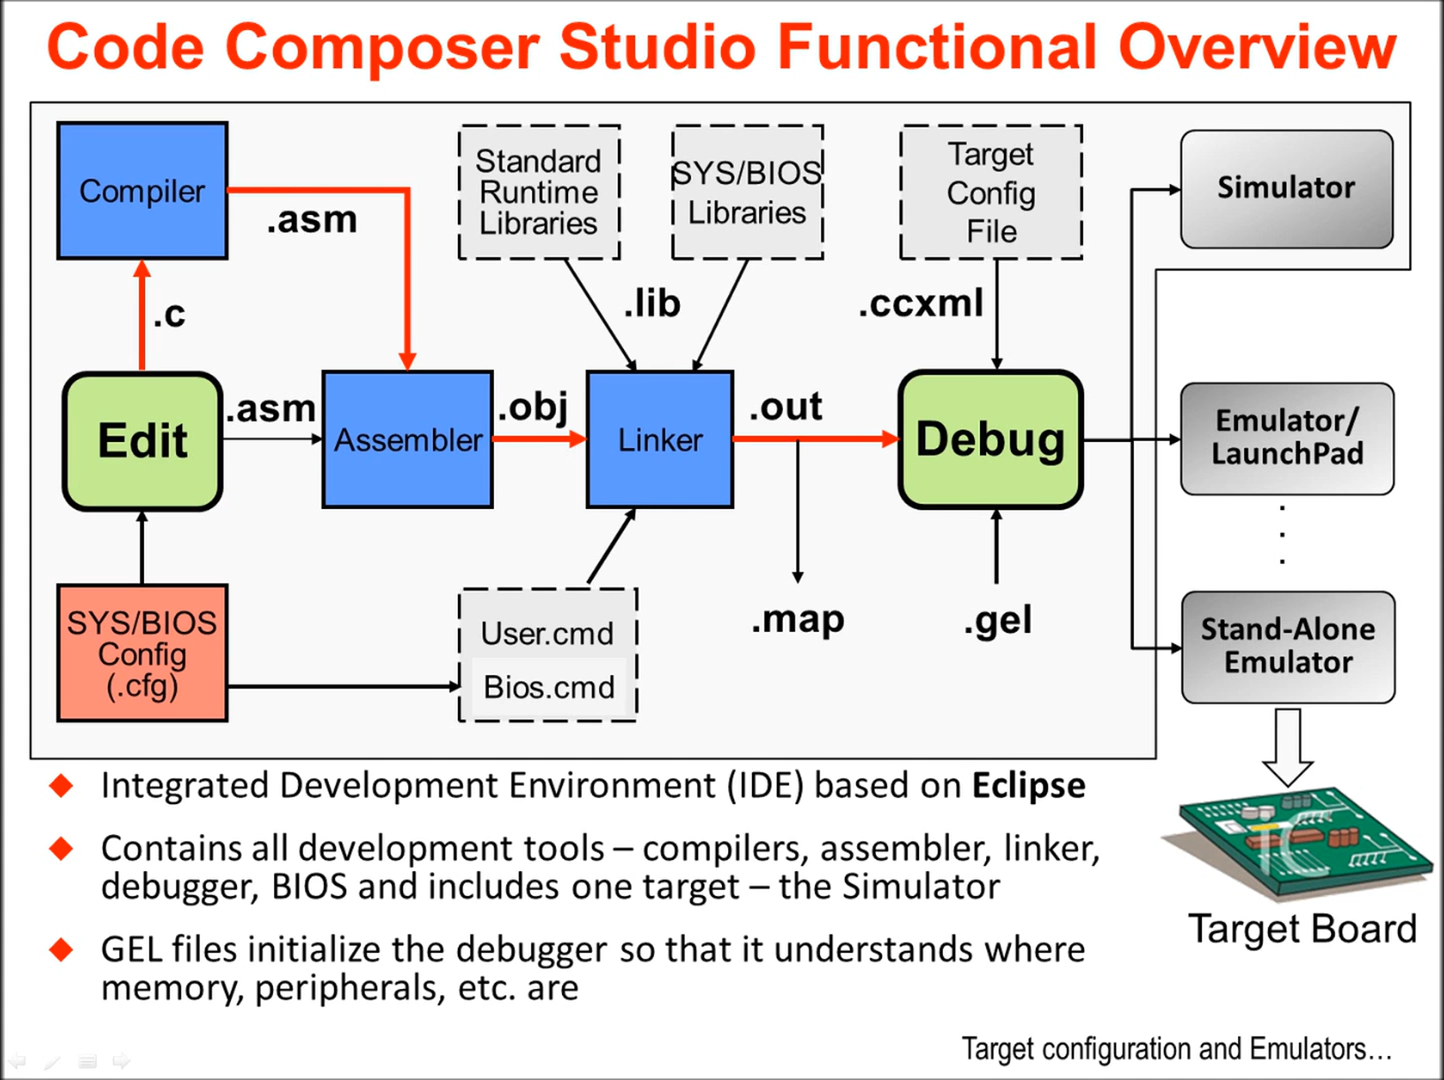 Code Composer Studio Functional Overview
Compiler
.asm
.c
Standard
Runtime
Libraries
SYS/BIOS
Libraries
.lib
Target
Config
File
.ccxml
Simulator
Edit
.asm
Assembler
.obj
Linker
.out
Debug
Emulator/
LaunchPad
.
.
.
SYS/BIOS
Config
(.cfg)
User.cmd
Bios.cmd
.map
.gel
Stand-Alone
Emulator
◆ Integrated Development Environment (IDE) based on Eclipse
◆ Contains all development tools – compilers, assembler, linker,
debugger, BIOS and includes one target – the Simulator
◆ GEL files initialize the debugger so that it understands where
memory, peripherals, etc. are
TC
Target Board
Target configuration and Emulators…